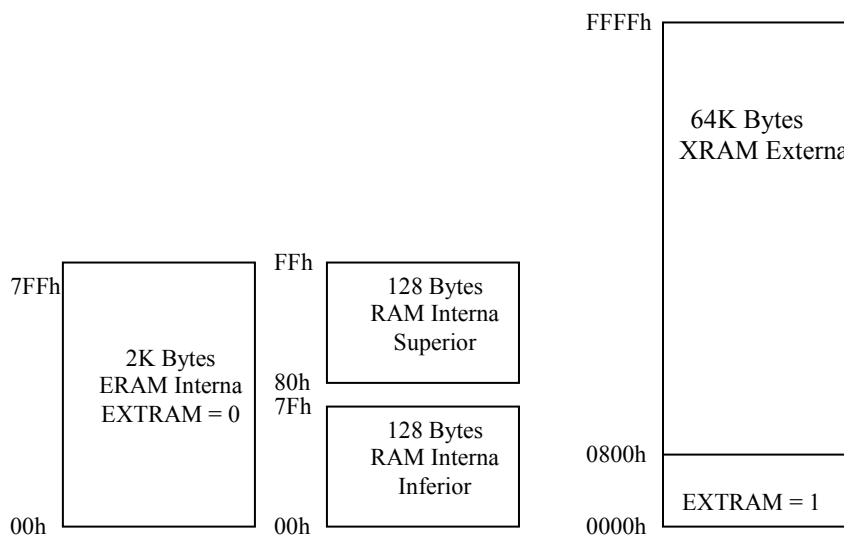 7FFh
2K Bytes
ERAM Interna
EXTRAM = 0
00h
FFh
128 Bytes
RAM Interna
Superior
80h
7Fh
128 Bytes
RAM Interna
Inferior
00h
FFFFh
64K Bytes
XRAM Externa
0800h
EXTRAM = 1
0000h